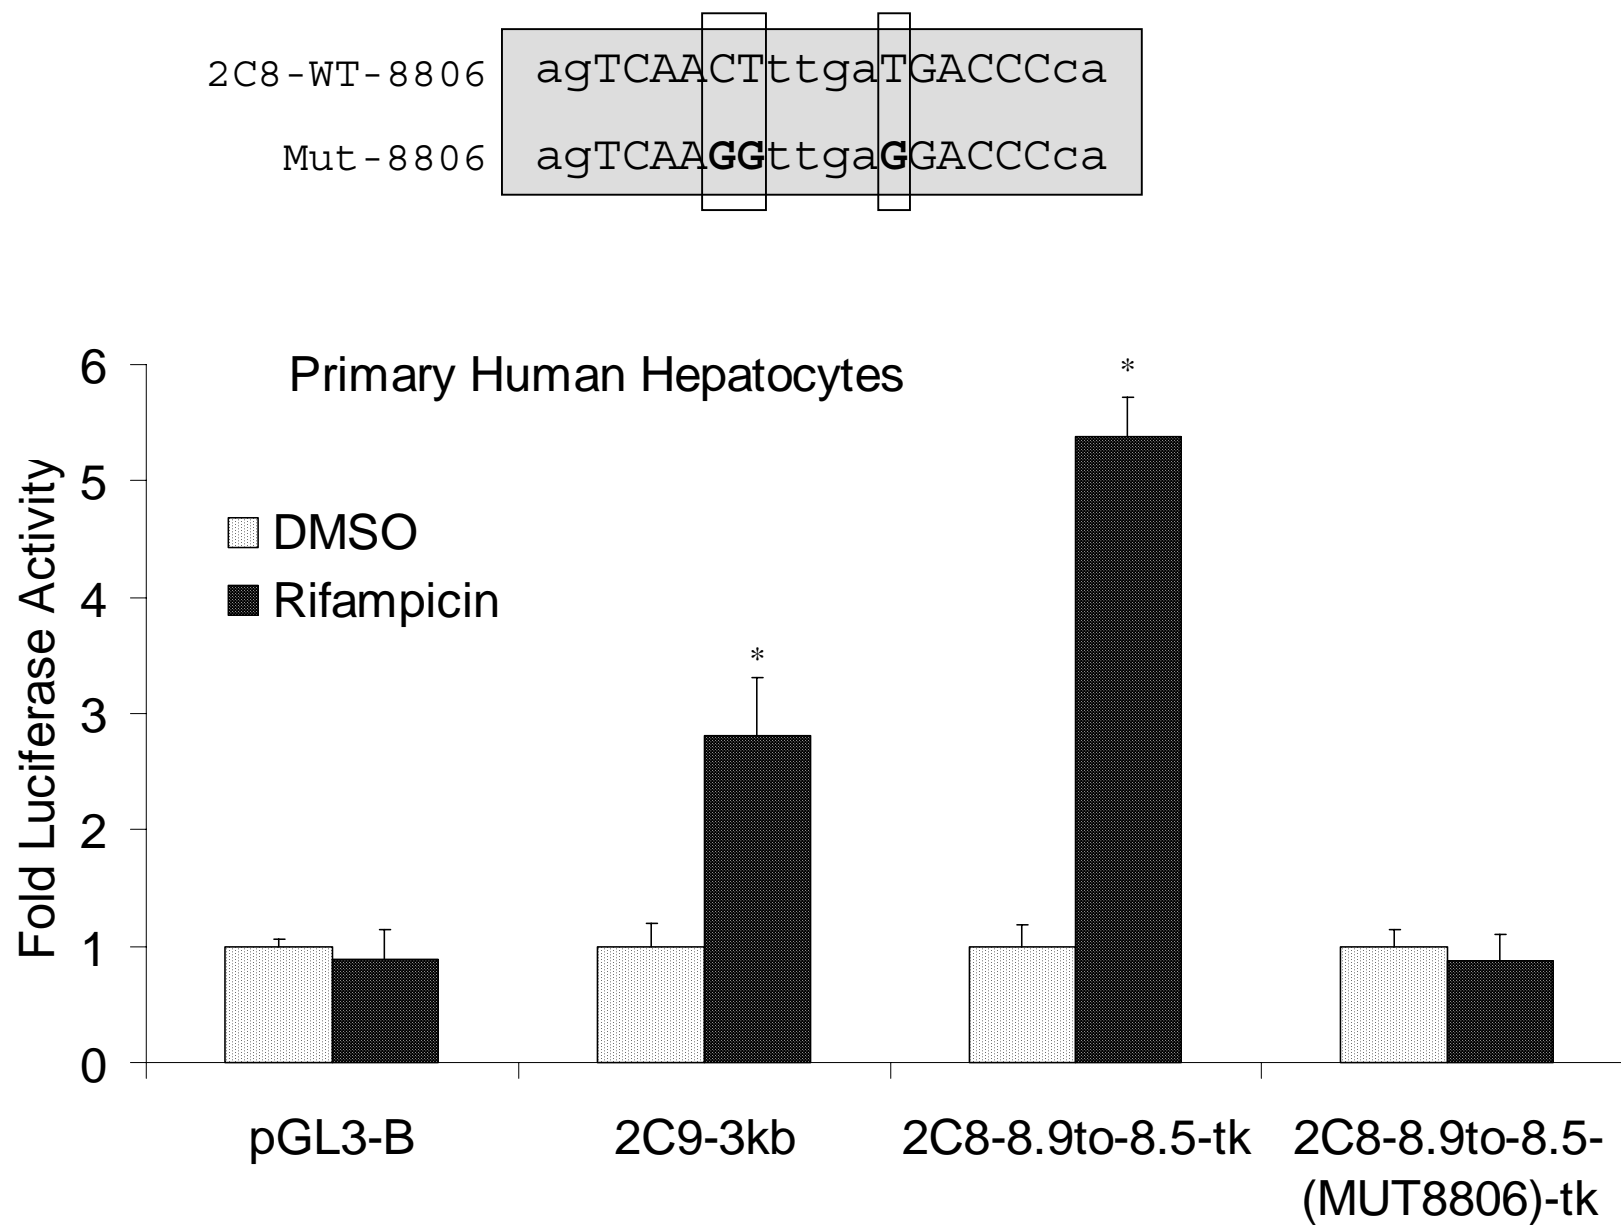 2C8-WT-8806 agTCAACTttgaTGACCCca
Mut-8806 agTCAAGGttgaGGACCCca
Primary Human Hepatocytes
*
*
DMSO
Rifampicin
Fold Luciferase Activity
6
5
4
3
2
1
0
pGL3-B 2C9-3kb 2C8-8.9to-8.5-tk 2C8-8.9to-8.5-
(MUT8806)-tk